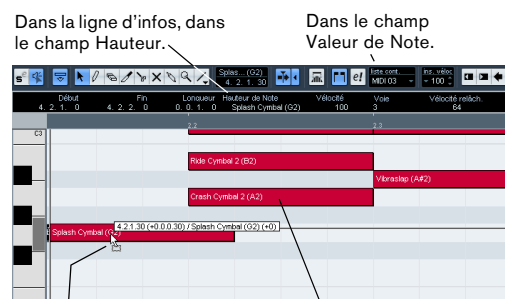 Dans la ligne d'infos, dans
le champ Hauteur.
Dans le champ
Valeur de Note.
Splas... (G2)
4. 2. 1. 30
e!
liste cont.
MIDI 03
ins. véloc
100
Début Fin Longueur Hauteur de Note Vélocité Voie Vélocité relâch.
4. 2. 1. 0 4. 2. 2. 0 0. 0. 1. 0 Splash Cymbal (G2) 100 3 64
2.2 2.3
C3
Ride Cymbal 2 (B2)
Vibraslap (A#2)
Crash Cymbal 2 (A2)
4.2.1.30 (+0.0.0.30) / Splash Cymbal (G2) (+0)
Splash Cymbal (G2)